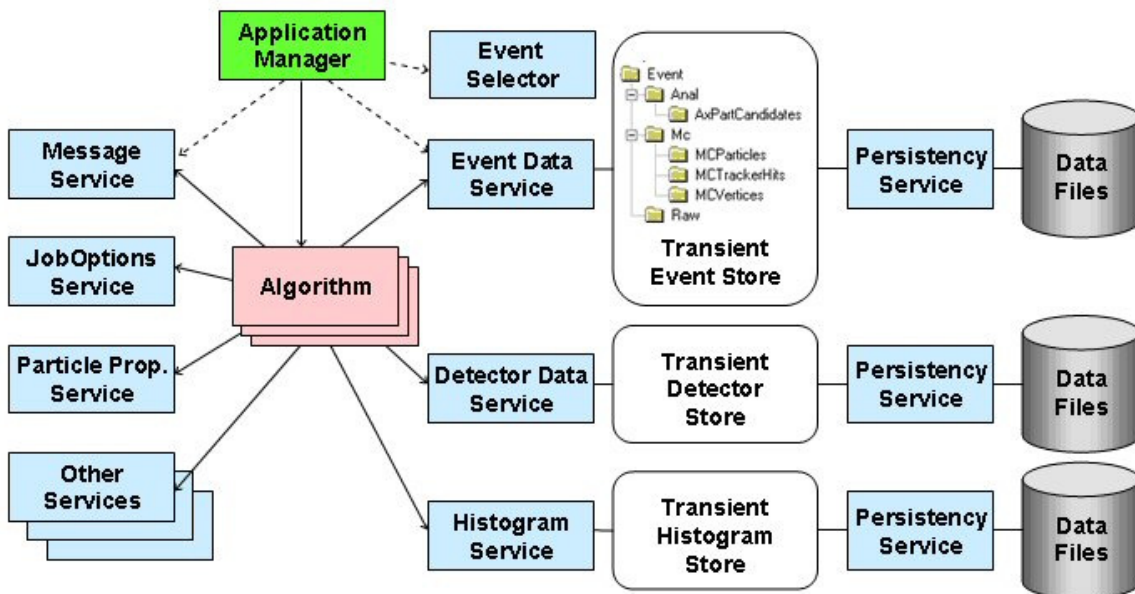 Application
Manager
Event
Selector
Message
Service
Event Data
Service
Event
Anal
AxPartCandidates
Mc
MCParticles
MCTrackerHits
MCVertices
Raw
Transient
Event Store
Persistency
Service
Data
Files
JobOptions
Service
Algorithm
Particle Prop.
Service
Detector Data
Service
Transient
Detector
Store
Persistency
Service
Data
Files
Other
Services
Histogram
Service
Transient
Histogram
Store
Persistency
Service
Data
Files